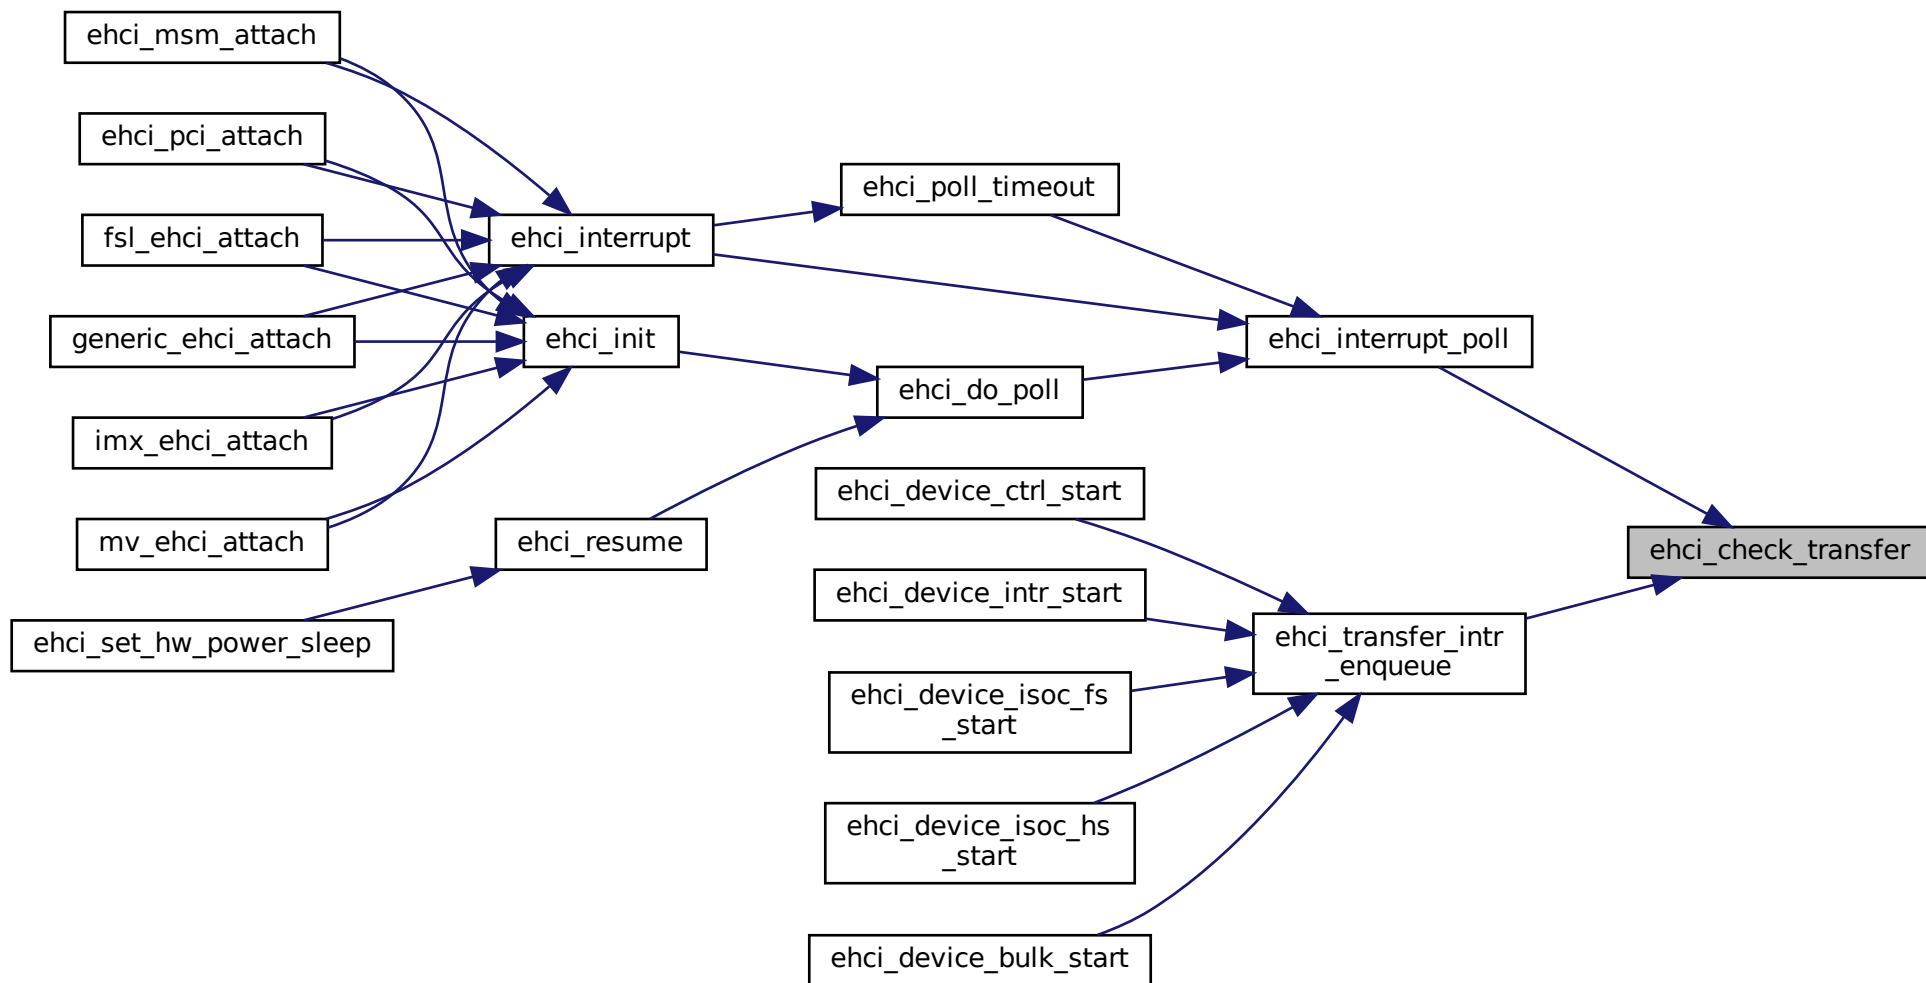 ehci_msm_attach
ehci_pci_attach
fsl_ehci_attach
generic_ehci_attach
imx_ehci_attach
mv_ehci_attach
ehci_set_hw_power_sleep
ehci_interrupt
ehci_init
ehci_resume
ehci_poll_timeout
ehci_do_poll
ehci_device_ctrl_start
ehci_device_intr_start
ehci_device_isoc_fs
_start
ehci_device_isoc_hs
_start
ehci_device_bulk_start
ehci_interrupt_poll
ehci_transfer_intr
_enqueue
ehci_check_transfer